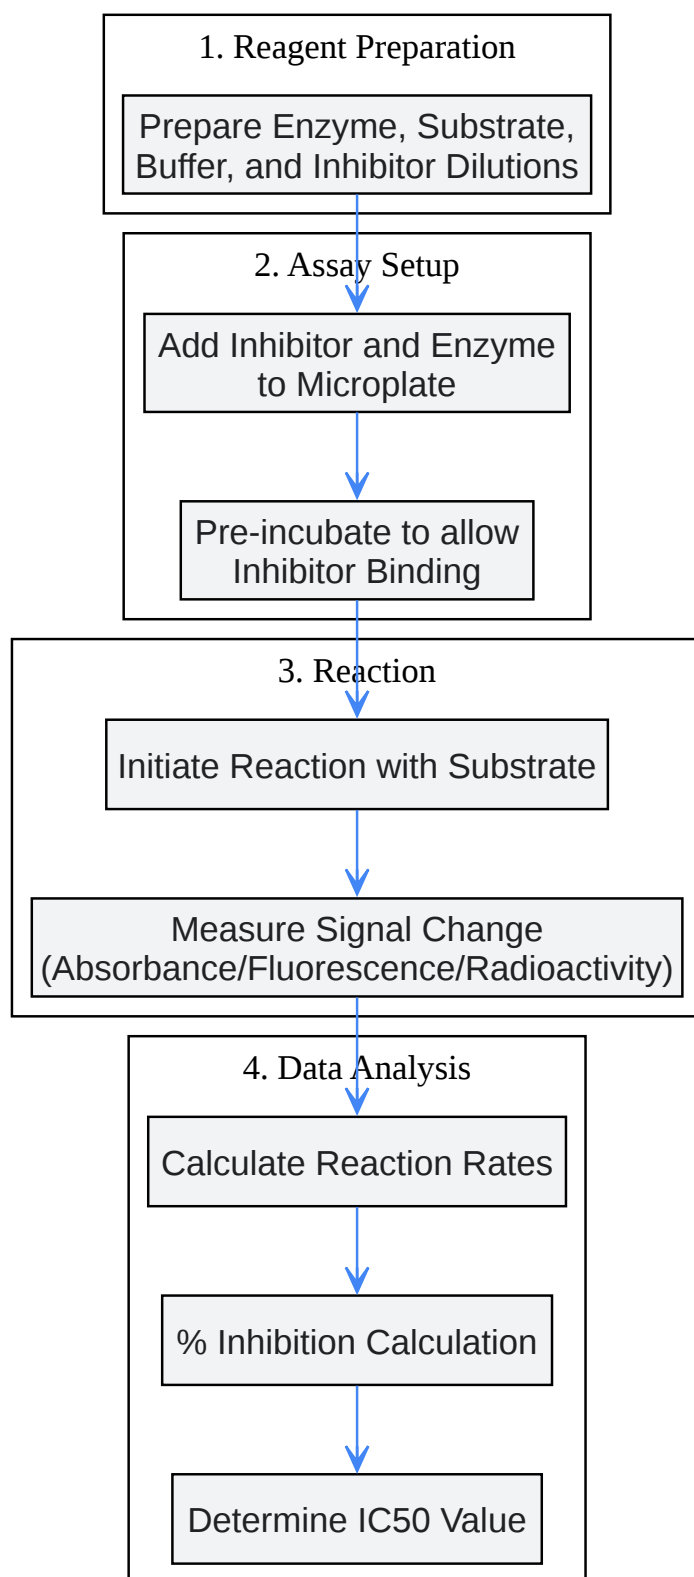 1. Reagent Preparation
Prepare Enzyme, Substrate,
Buffer, and Inhibitor Dilutions
2. Assay Setup
Add Inhibitor and Enzyme
to Microplate
Pre-incubate to allow
Inhibitor Binding
3. Reaction
Initiate Reaction with Substrate
Measure Signal Change
(Absorbance/Fluorescence/Radioactivity)
4. Data Analysis
Calculate Reaction Rates
% Inhibition Calculation
Determine IC50 Value